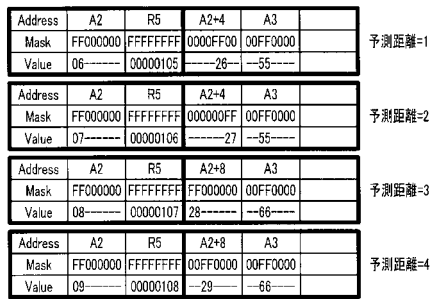 Address A2 R5 A2+4 A3
Mask FF000000 FFFFFFFF 0000FF00 00FF0000 予測距離=1
Value 06------ 00000105 ----26-- --55----
Address A2 R5 A2+4 A3
Mask FF000000 FFFFFFFF 000000FF 00FF0000 予測距離=2
Value 07------ 00000106 ------27 --55----
Address A2 R5 A2+8 A3
Mask FF000000 FFFFFFFF FF000000 00FF0000 予測距離=3
Value 08------ 00000107 28------ --66----
Address A2 R5 A2+8 A3
Mask FF000000 FFFFFFFF 00FF0000 00FF0000 予測距離=4
Value 09------ 00000108 --29---- --66----